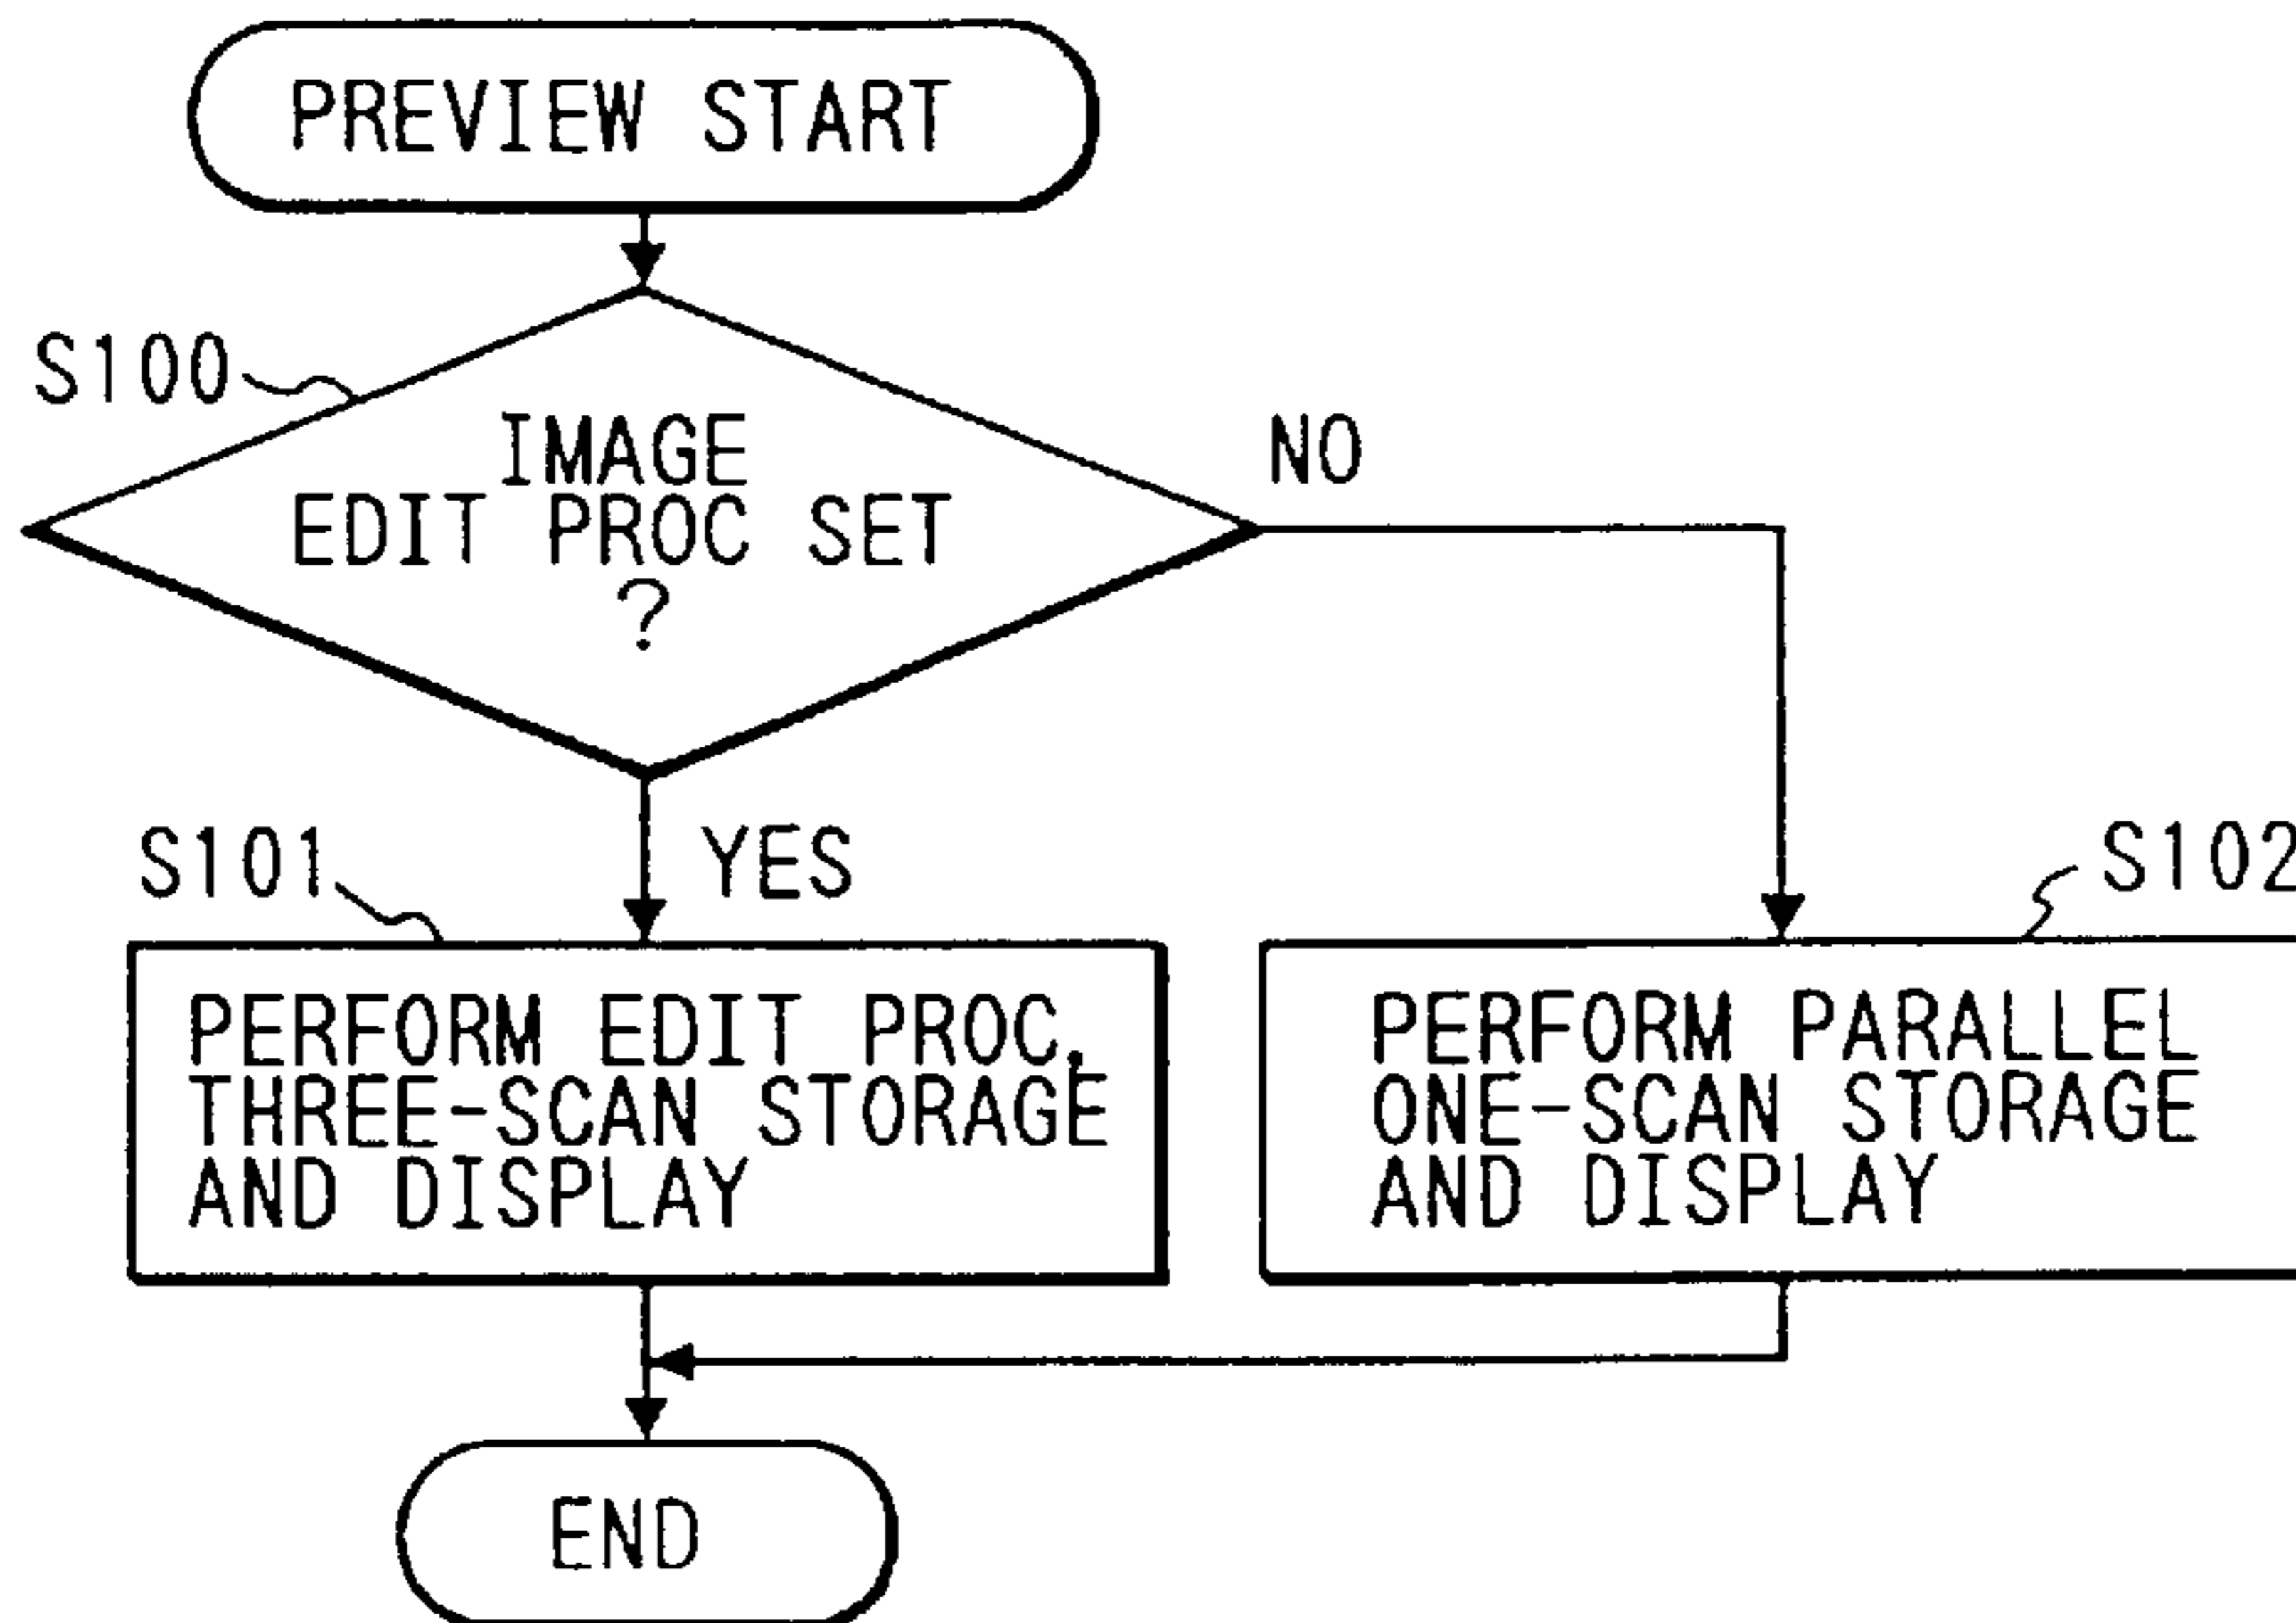 PREVIEW START
S100
IMAGE
EDIT PROC SET
?
NO
S101
YES
S102
PERFORM EDIT PROC,
THREE-SCAN STORAGE
AND DISPLAY
PERFORM PARALLEL
ONE-SCAN STORAGE
AND DISPLAY
END